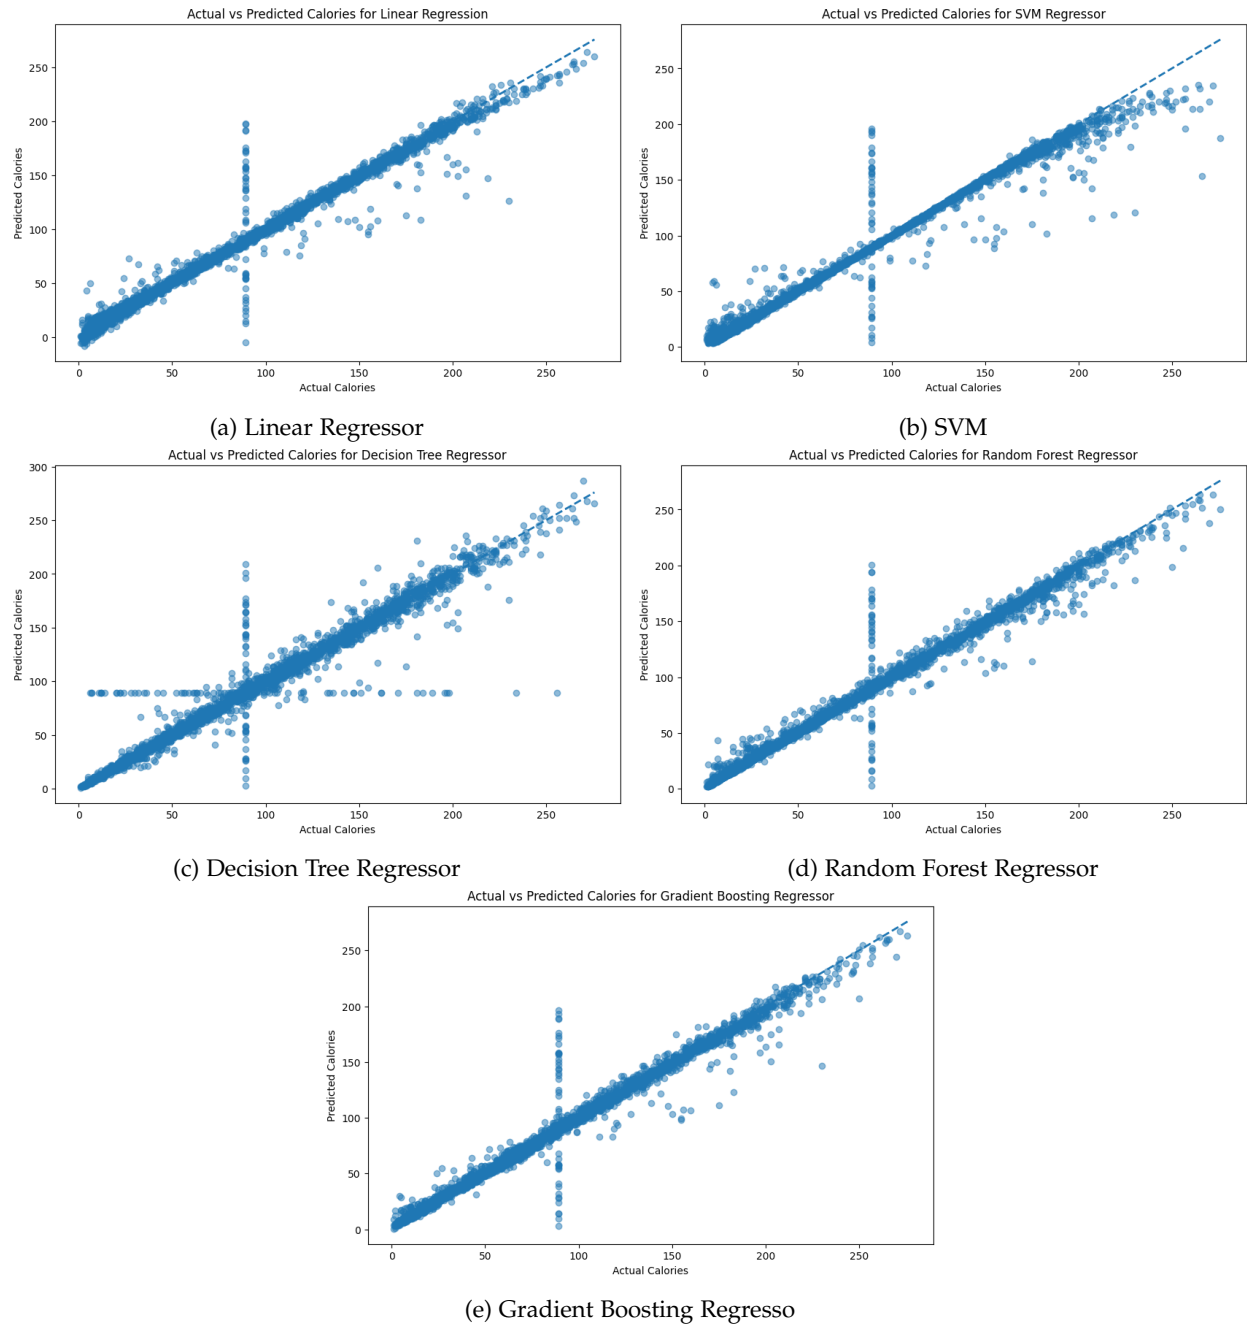 Actual vs Predicted Calories for Linear Regression
250
200
150
100
50
0
Predicted Calories
0 50 100 150 200 250
Actual Calories
(a) Linear Regressor
Actual vs Predicted Calories for SVM Regressor
250
200
150
100
50
0
Predicted Calories
0 50 100 150 200 250
Actual Calories
(b) SVM
Actual vs Predicted Calories for Decision Tree Regressor
300
250
200
150
100
50
0
Predicted Calories
0 50 100 150 200 250
Actual Calories
(c) Decision Tree Regressor
Actual vs Predicted Calories for Random Forest Regressor
250
200
150
100
50
0
Predicted Calories
0 50 100 150 200 250
Actual Calories
(d) Random Forest Regressor
Actual vs Predicted Calories for Gradient Boosting Regressor
250
200
150
100
50
0
Predicted Calories
0 50 100 150 200 250
Actual Calories
(e) Gradient Boosting Regresso